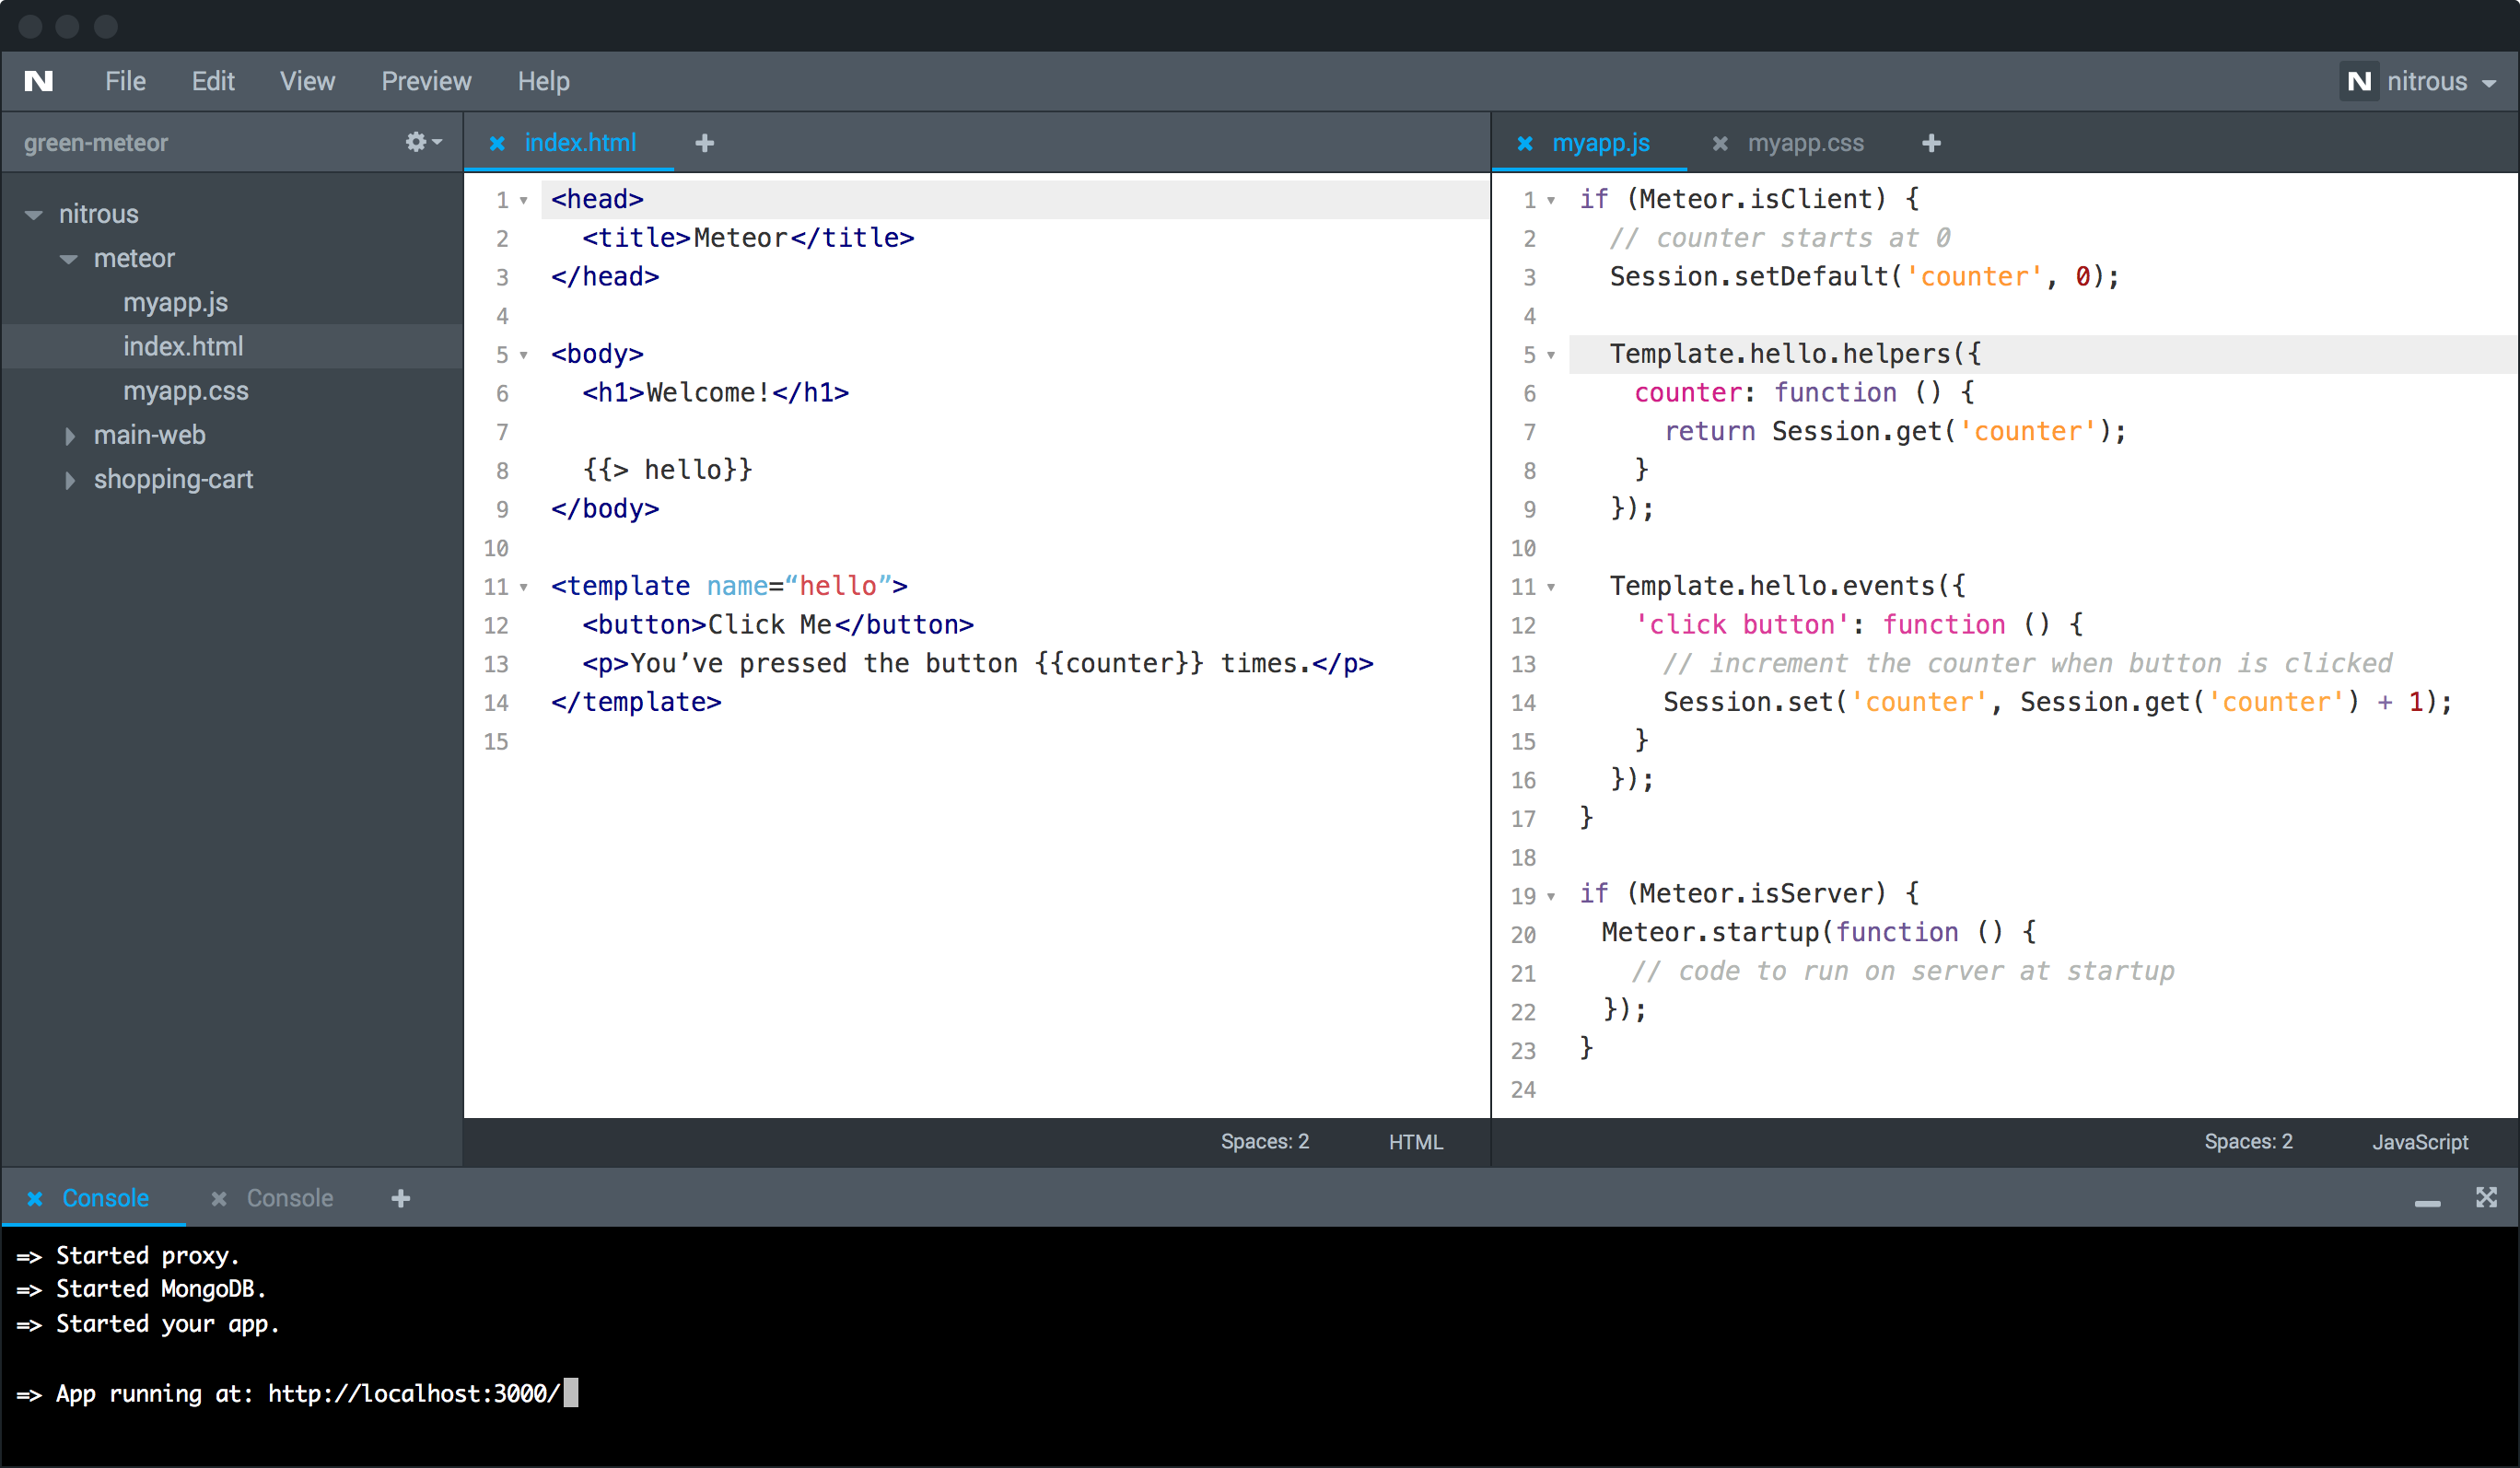 N File Edit View Preview Help N nitrous
green-meteor
nitrous
meteor
myapp.js
index.html
myapp.css
main-web
shopping-cart
index.html
1 <head>
2   <title>Meteor</title>
3 </head>
4
5 <body>
6   <h1>Welcome!</h1>
7
8   {{> hello}}
9 </body>
10
11 <template name=“hello”>
12   <button>Click Me</button>
13   <p>You’ve pressed the button {{counter}} times.</p>
14 </template>
15
Spaces: 2 HTML
myapp.js myapp.css
1 if (Meteor.isClient) {
2   // counter starts at 0
3   Session.setDefault('counter', 0);
4
5   Template.hello.helpers({
6     counter: function () {
7       return Session.get('counter');
8     }
9   });
10
11   Template.hello.events({
12     'click button': function () {
13       // increment the counter when button is clicked
14       Session.set('counter', Session.get('counter') + 1);
15     }
16   });
17 }
18
19 if (Meteor.isServer) {
20   Meteor.startup(function () {
21     // code to run on server at startup
22   });
23 }
24
Spaces: 2 JavaScript
Console Console
=> Started proxy.
=> Started MongoDB.
=> Started your app.
=> App running at: http://localhost:3000/